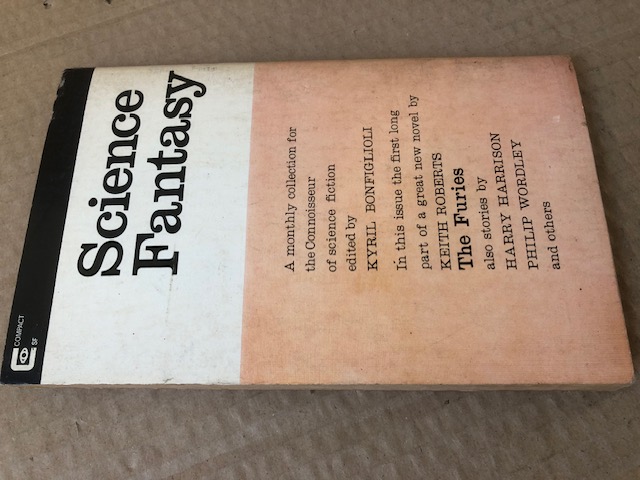 COMPACT
SF
Science
Fantasy
A monthly collection for
the Connoisseur
of science fiction
edited by
KYRIL BONFIGLIOLI
In this issue the first long
part of a great new novel by
KEITH ROBERTS
The Furies
also stories by
HARRY HARRISON
PHILIP WORDLEY
and others